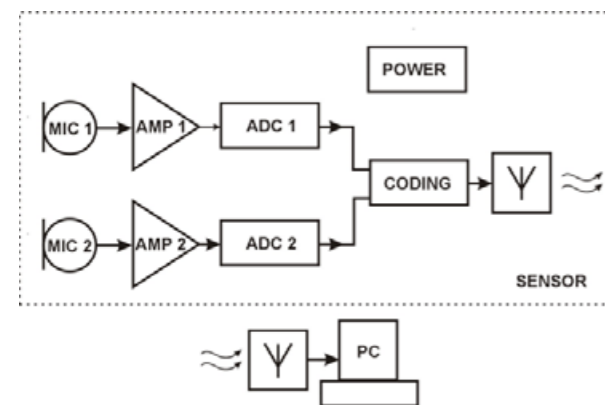 POWER
MIC 1
AMP 1
ADC 1
CODING
MIC 2
AMP 2
ADC 2
SENSOR
PC